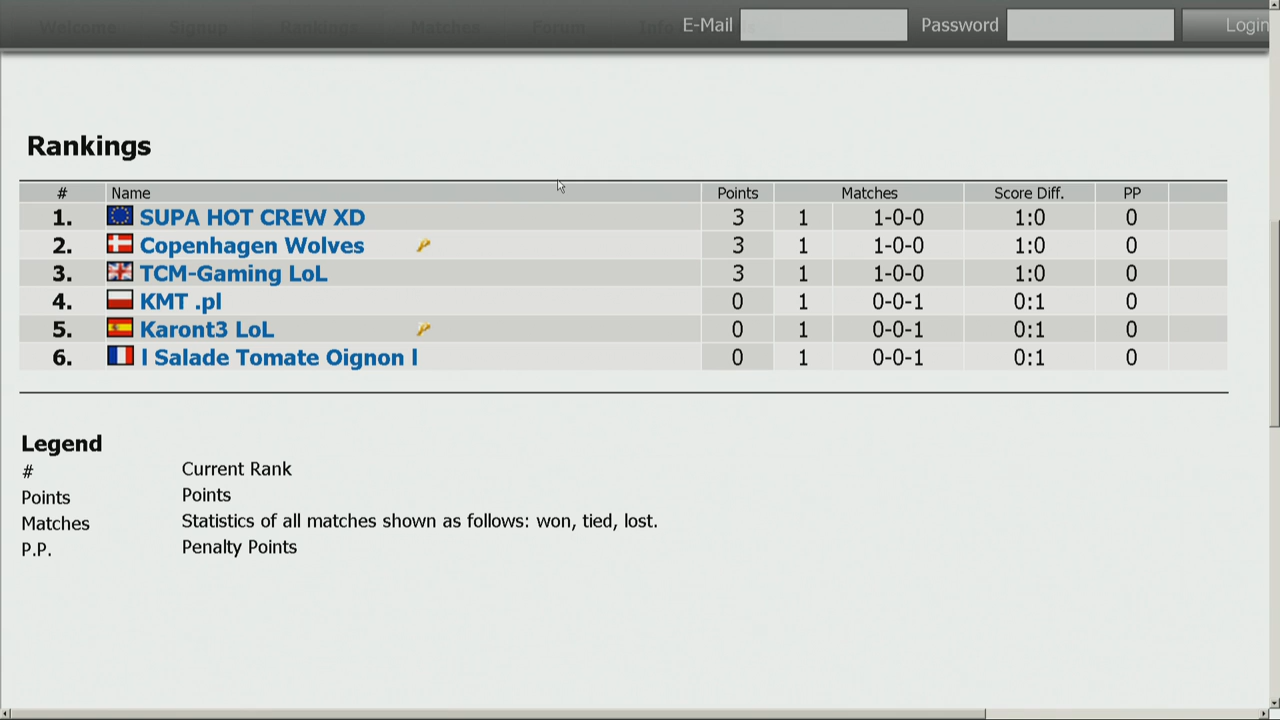 Welcome Signup Rankings Matches Forum E-Mail Password Login
Rankings
# Name Points Matches Score Diff. PP
1. SUPA HOT CREW XD 3 1 1-0-0 1:0 0
2. Copenhagen Wolves 3 1 1-0-0 1:0 0
3. TCM-Gaming LoL 3 1 1-0-0 1:0 0
4. KMT .pl 0 1 0-0-1 0:1 0
5. Karont3 LoL 0 1 0-0-1 0:1 0
6. l Salade Tomate Oignon l 0 1 0-0-1 0:1 0
Legend
# Current Rank
Points Points
Matches Statistics of all matches shown as follows: won, tied, lost.
P.P. Penalty Points